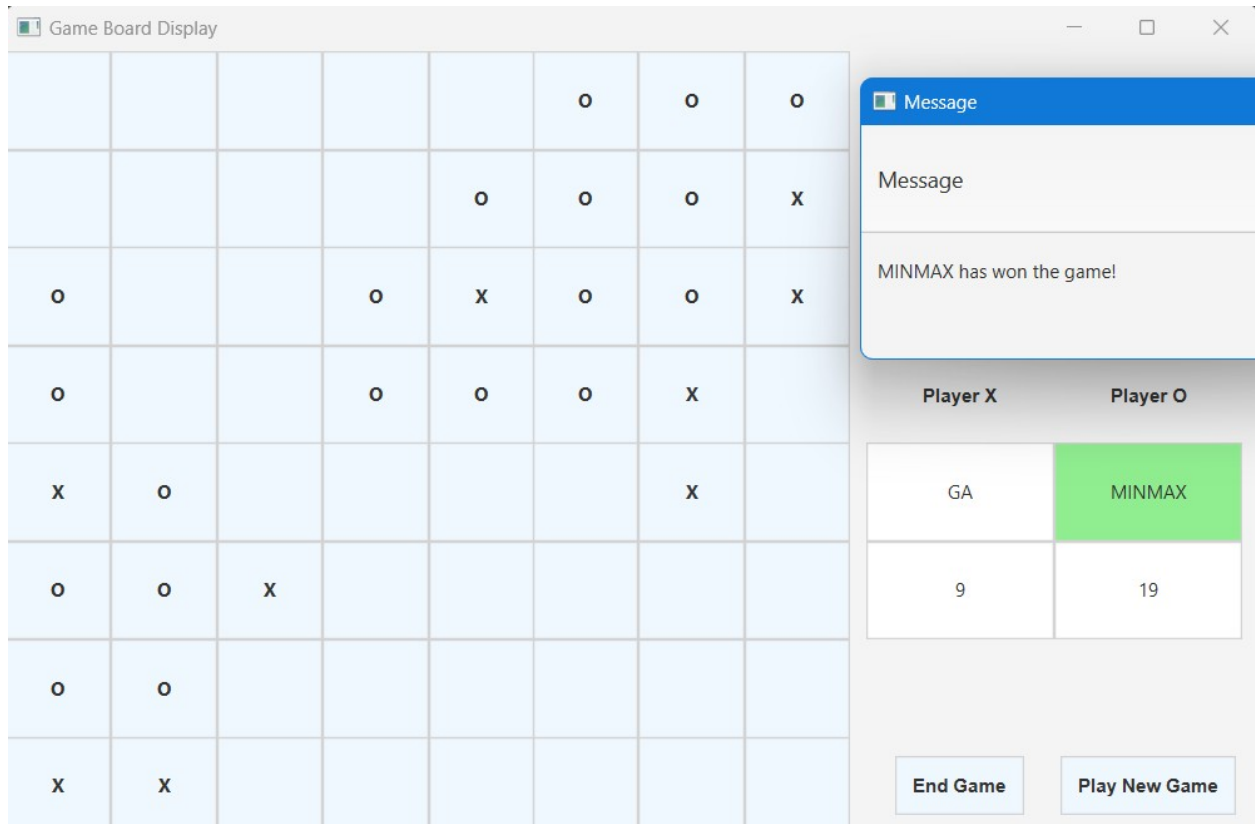 Game Board Display
O O O
Message
Message
O O O X
MINMAX has won the game!
O O X O O X
O O O O X
Player X Player O
X O X
GA MINMAX
O O X
9 19
O O
X X
End Game Play New Game